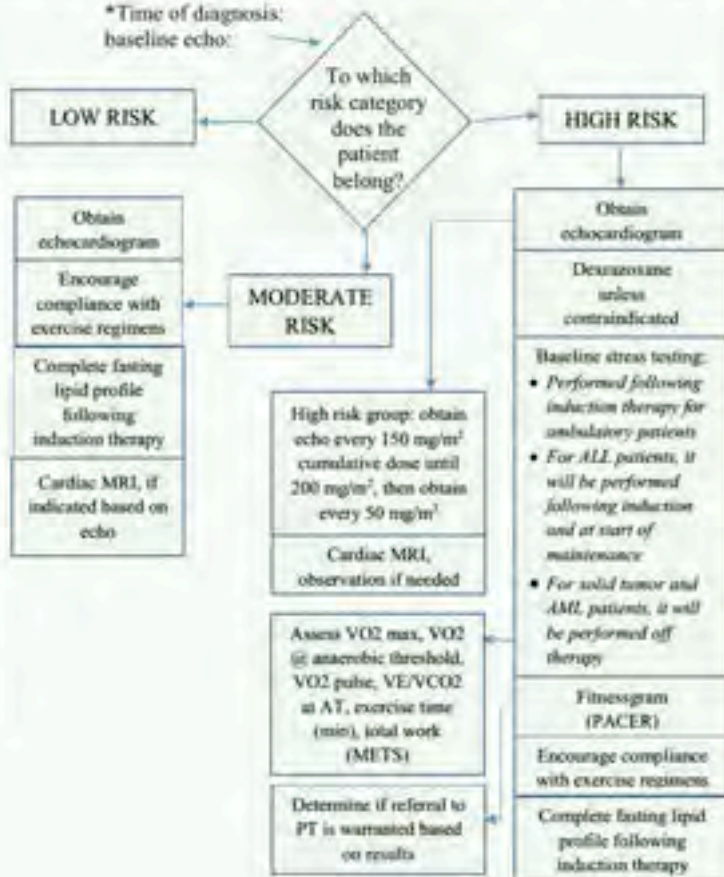 *Time of diagnosis:
baseline echo:
To which
risk category
does the
patient
belong?
LOW RISK
HIGH RISK
MODERATE
RISK
Obtain
echocardiogram
Encourage
compliance with
exercise regimens
Complete fasting
lipid profile
following
induction therapy
Cardiac MRI, if
indicated based on
echo
High risk group: obtain
echo every 150 mg/m²
cumulative dose until
200 mg/m², then obtain
every 50 mg/m²
Cardiac MRI,
observation if needed
Assess VO2 max, VO2
@ anaerobic threshold,
VO2 pulse, VE/VCO2
at AT, exercise time
(min), total work
(METS)
Determine if referral to
PT is warranted based
on results
Obtain
echocardiogram
Dexrazoxane
unless
contraindicated
Baseline stress testing:
• Performed following
induction therapy for
ambulatory patients
• For ALL patients, it
will be performed
following induction
and at start of
maintenance
• For solid tumor and
AML patients, it will
be performed off
therapy
Fitnessgram
(PACER)
Encourage compliance
with exercise regimens
Complete fasting lipid
profile following
induction therapy